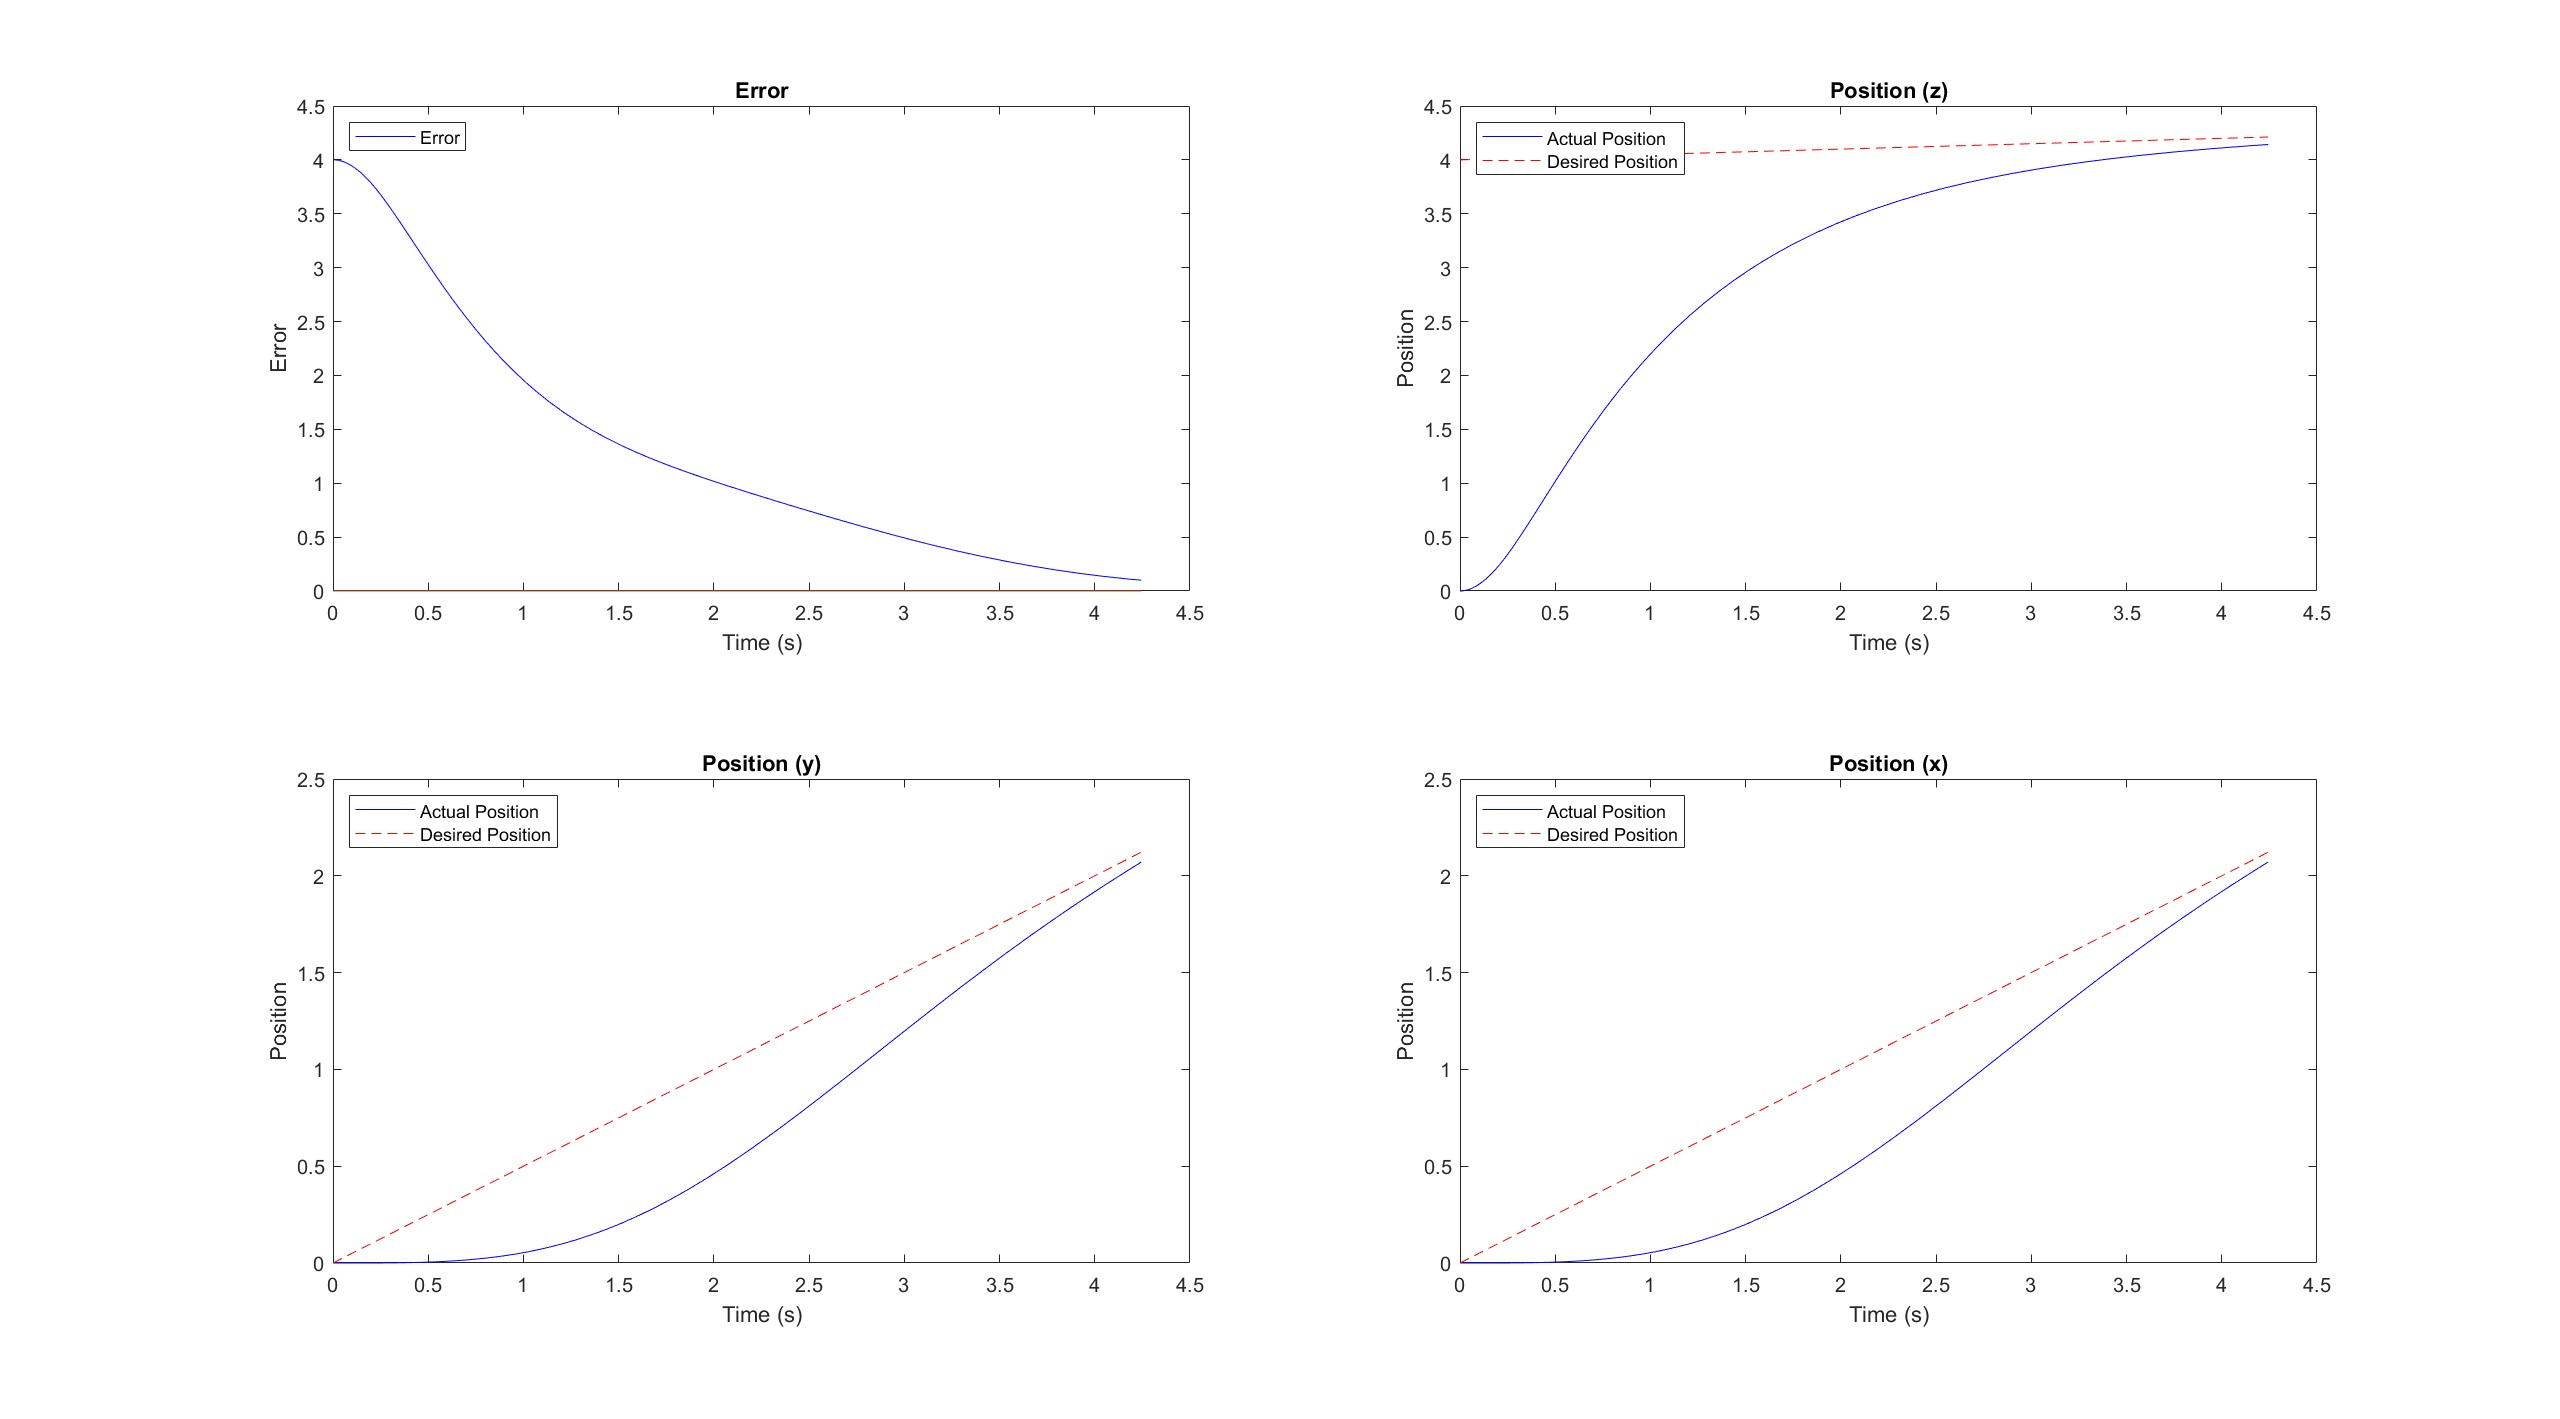 Error
4.5
4
3.5
3
2.5
2
1.5
1
0.5
0
Error
Error
0 0.5 1 1.5 2 2.5 3 3.5 4 4.5
Time (s)
Position (z)
4.5
4
3.5
3
2.5
2
1.5
1
0.5
0
Position
Actual Position
Desired Position
0 0.5 1 1.5 2 2.5 3 3.5 4 4.5
Time (s)
Position (y)
2.5
2
1.5
1
0.5
0
Position
Actual Position
Desired Position
0 0.5 1 1.5 2 2.5 3 3.5 4 4.5
Time (s)
Position (x)
2.5
2
1.5
1
0.5
0
Position
Actual Position
Desired Position
0 0.5 1 1.5 2 2.5 3 3.5 4 4.5
Time (s)